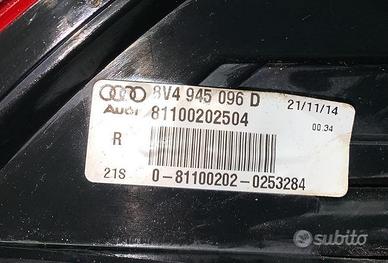 8V4 945 096 D 21/11/14
Audi 81100202504 00.34
R
21S 0-81100202-0253284
subito